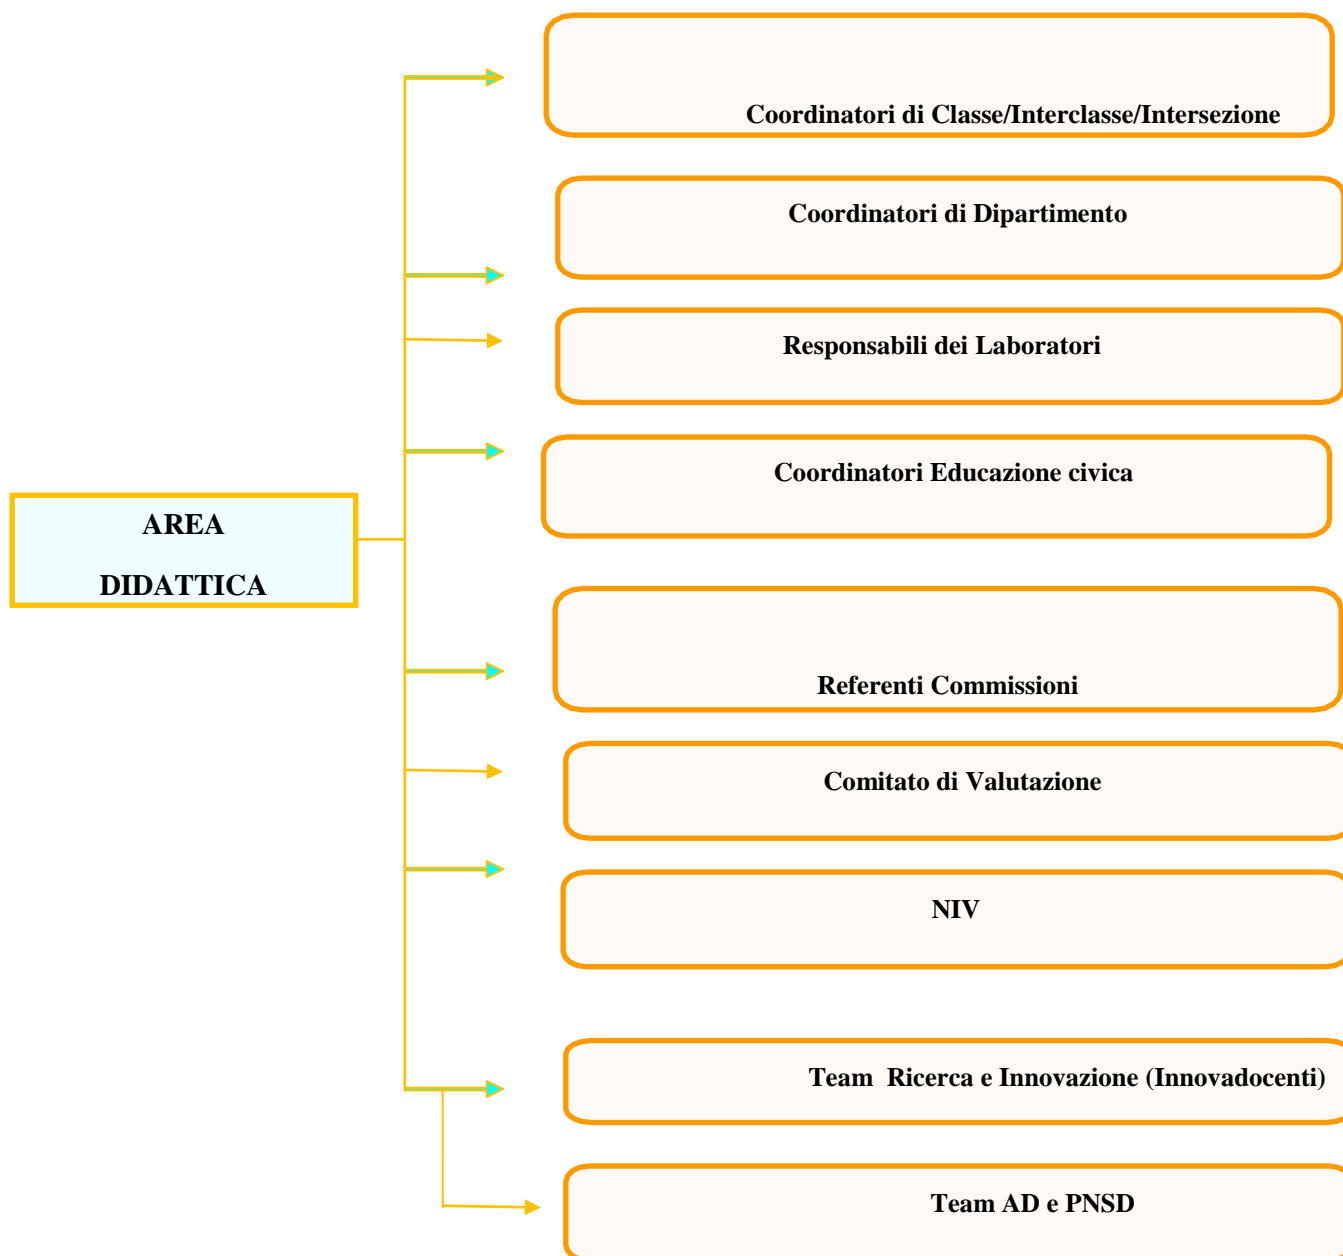 Coordinatori di Classe/Interclasse/Intersezione
Coordinatori di Dipartimento
Responsabili dei Laboratori
Coordinatori Educazione civica
AREA
DIDATTICA
Referenti Commissioni
Comitato di Valutazione
NIV
Team  Ricerca e Innovazione (Innovadocenti)
Team AD e PNSD